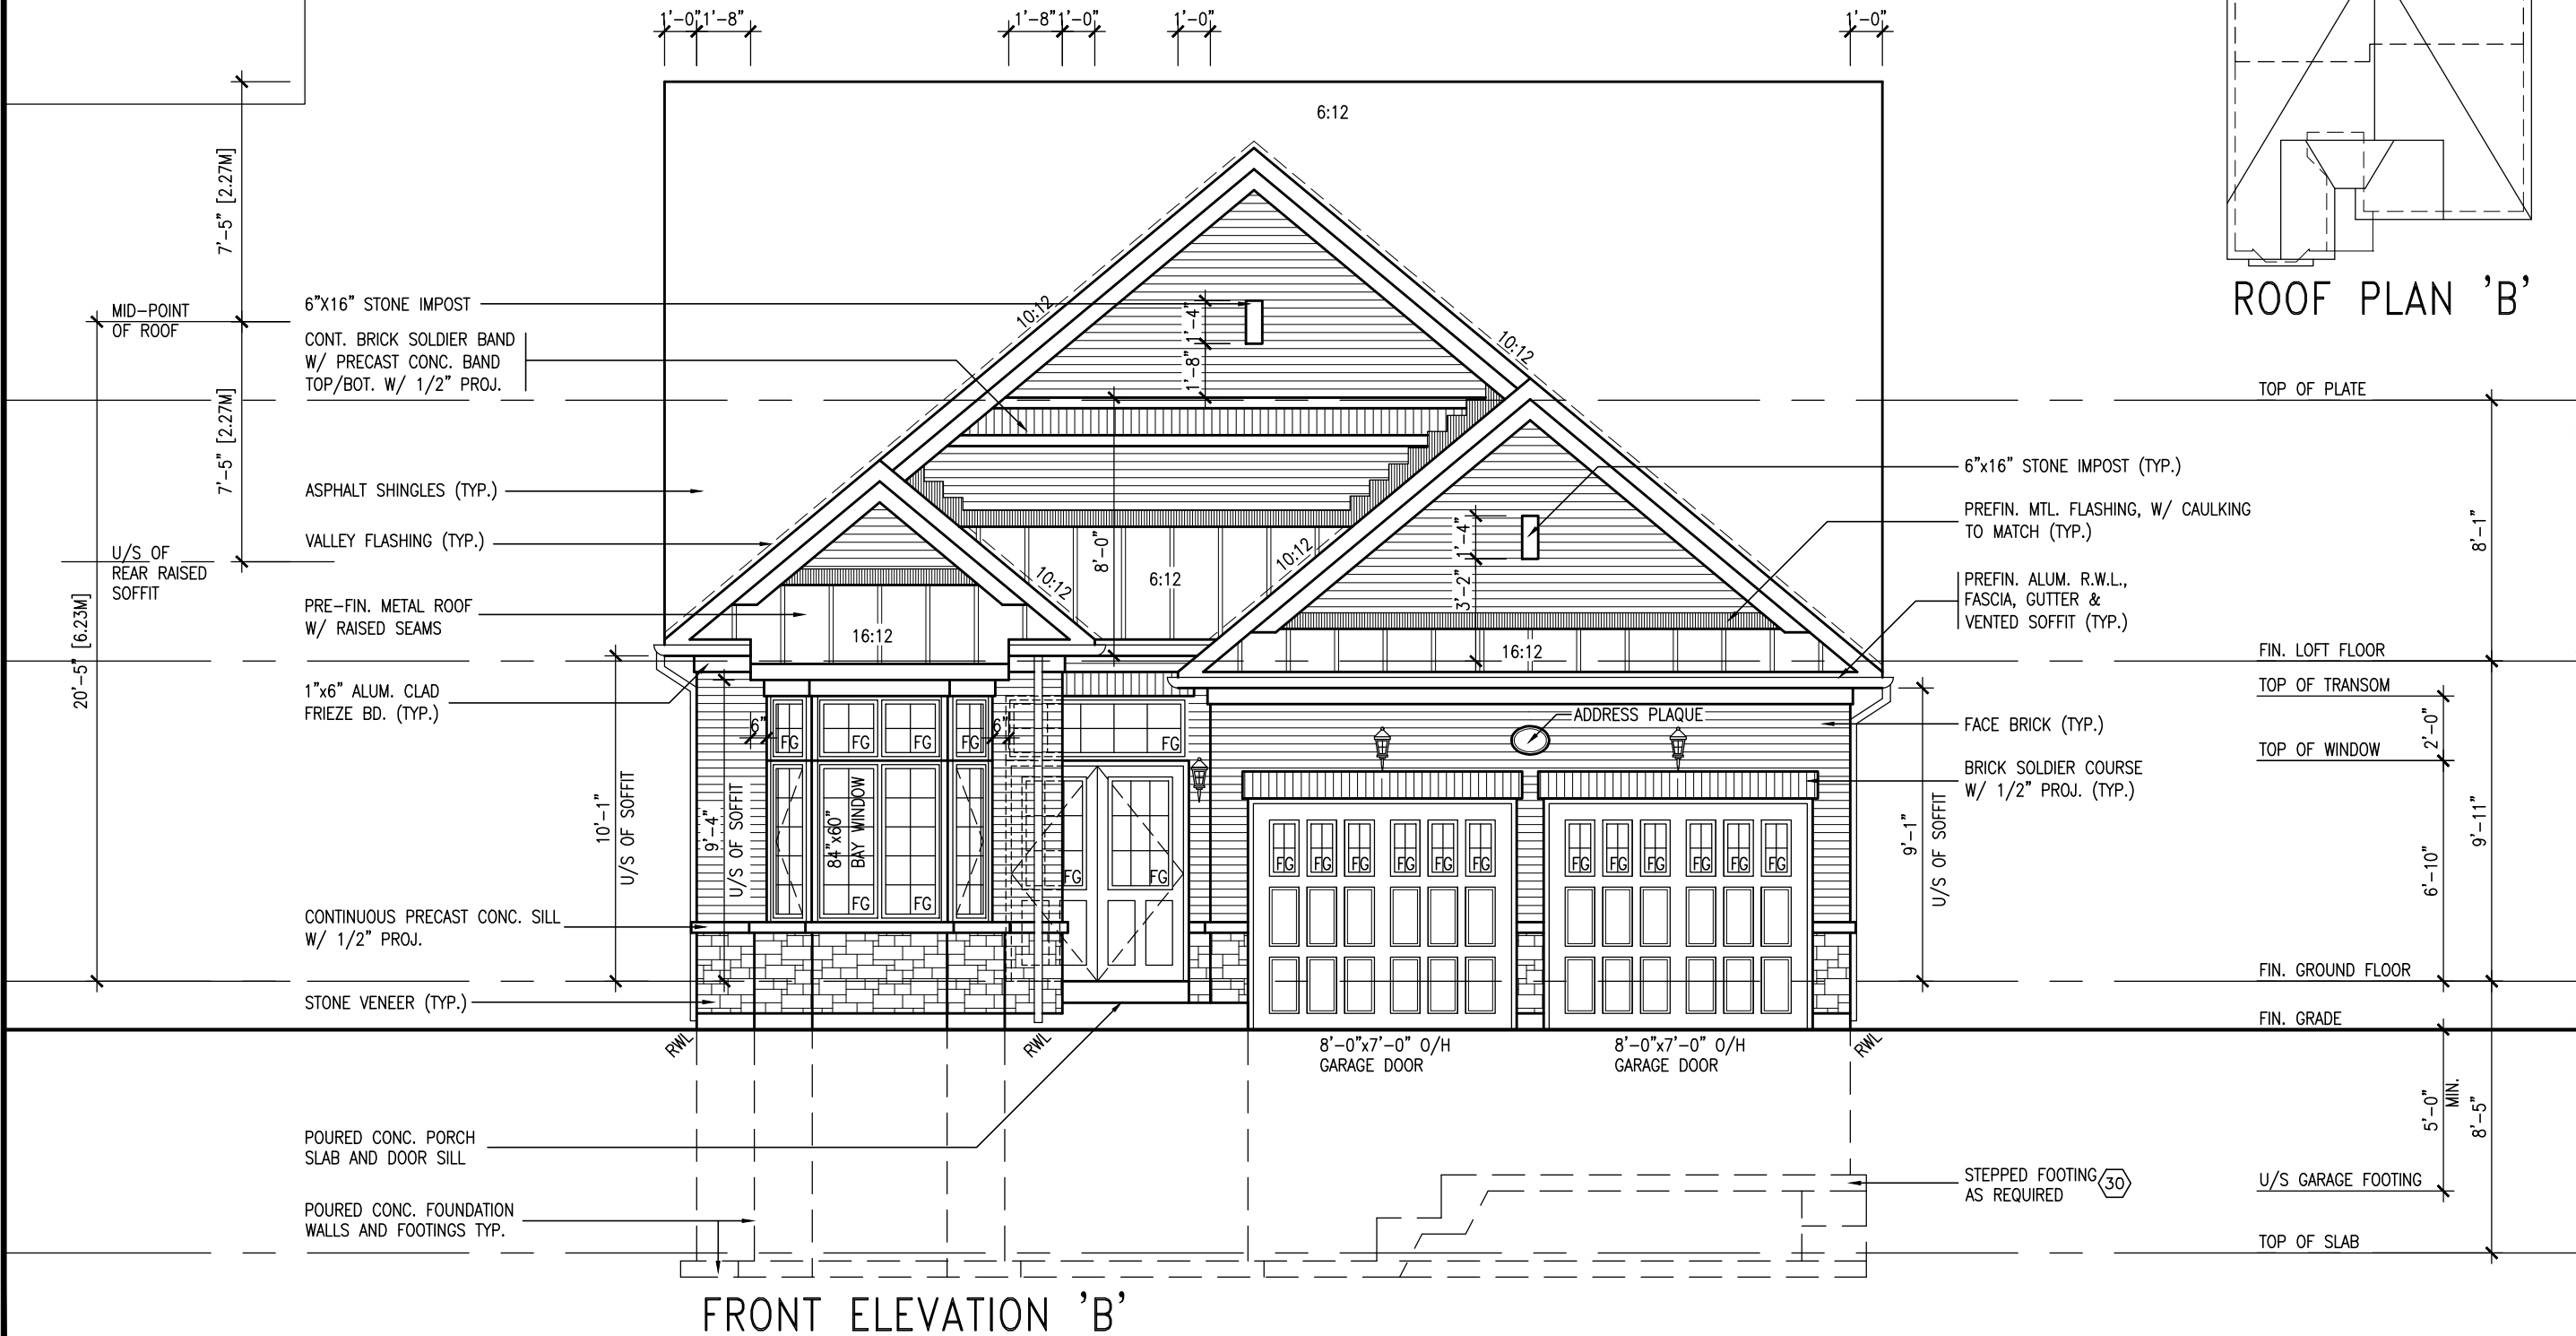 1'-0" 1'-8" 1'-8" 1'-0" 1'-0" 1'-0"
6:12
7'-5" [2.27M]
7'-5" [2.27M]
20'-5" [6.23M]
MID-POINT
OF ROOF
U/S OF
REAR RAISED
SOFFIT
6"X16" STONE IMPOST
CONT. BRICK SOLDIER BAND
W/ PRECAST CONC. BAND
TOP/BOT. W/ 1/2" PROJ.
ASPHALT SHINGLES (TYP.)
VALLEY FLASHING (TYP.)
PRE-FIN. METAL ROOF
W/ RAISED SEAMS
1"x6" ALUM. CLAD
FRIEZE BD. (TYP.)
CONTINUOUS PRECAST CONC. SILL
W/ 1/2" PROJ.
STONE VENEER (TYP.)
POURED CONC. PORCH
SLAB AND DOOR SILL
POURED CONC. FOUNDATION
WALLS AND FOOTINGS TYP.
10:12
10:12
10:12
10:12
1'-4"
1'-8"
8'-0"
6:12
16:12
1'-4"
3'-2"
16:12
10'-1"
U/S OF SOFFIT
9'-4"
U/S OF SOFFIT
6" 6"
FG FG FG FG FG
84"x60"
BAY WINDOW
FG FG
FG FG
ADDRESS PLAQUE
FG FG FG FG FG FG
FG FG FG FG FG FG
9'-1"
U/S OF SOFFIT
RWL
RWL
RWL
8'-0"x7'-0" O/H
GARAGE DOOR
8'-0"x7'-0" O/H
GARAGE DOOR
6"x16" STONE IMPOST (TYP.)
PREFIN. MTL. FLASHING, W/ CAULKING
TO MATCH (TYP.)
PREFIN. ALUM. R.W.L.,
FASCIA, GUTTER &
VENTED SOFFIT (TYP.)
FACE BRICK (TYP.)
BRICK SOLDIER COURSE
W/ 1/2" PROJ. (TYP.)
STEPPED FOOTING 30
AS REQUIRED
ROOF PLAN 'B'
TOP OF PLATE
8'-1"
FIN. LOFT FLOOR
TOP OF TRANSOM
2'-0"
TOP OF WINDOW
6'-10"
9'-11"
FIN. GROUND FLOOR
FIN. GRADE
5'-0"
MIN.
8'-5"
U/S GARAGE FOOTING
TOP OF SLAB
FRONT ELEVATION 'B'